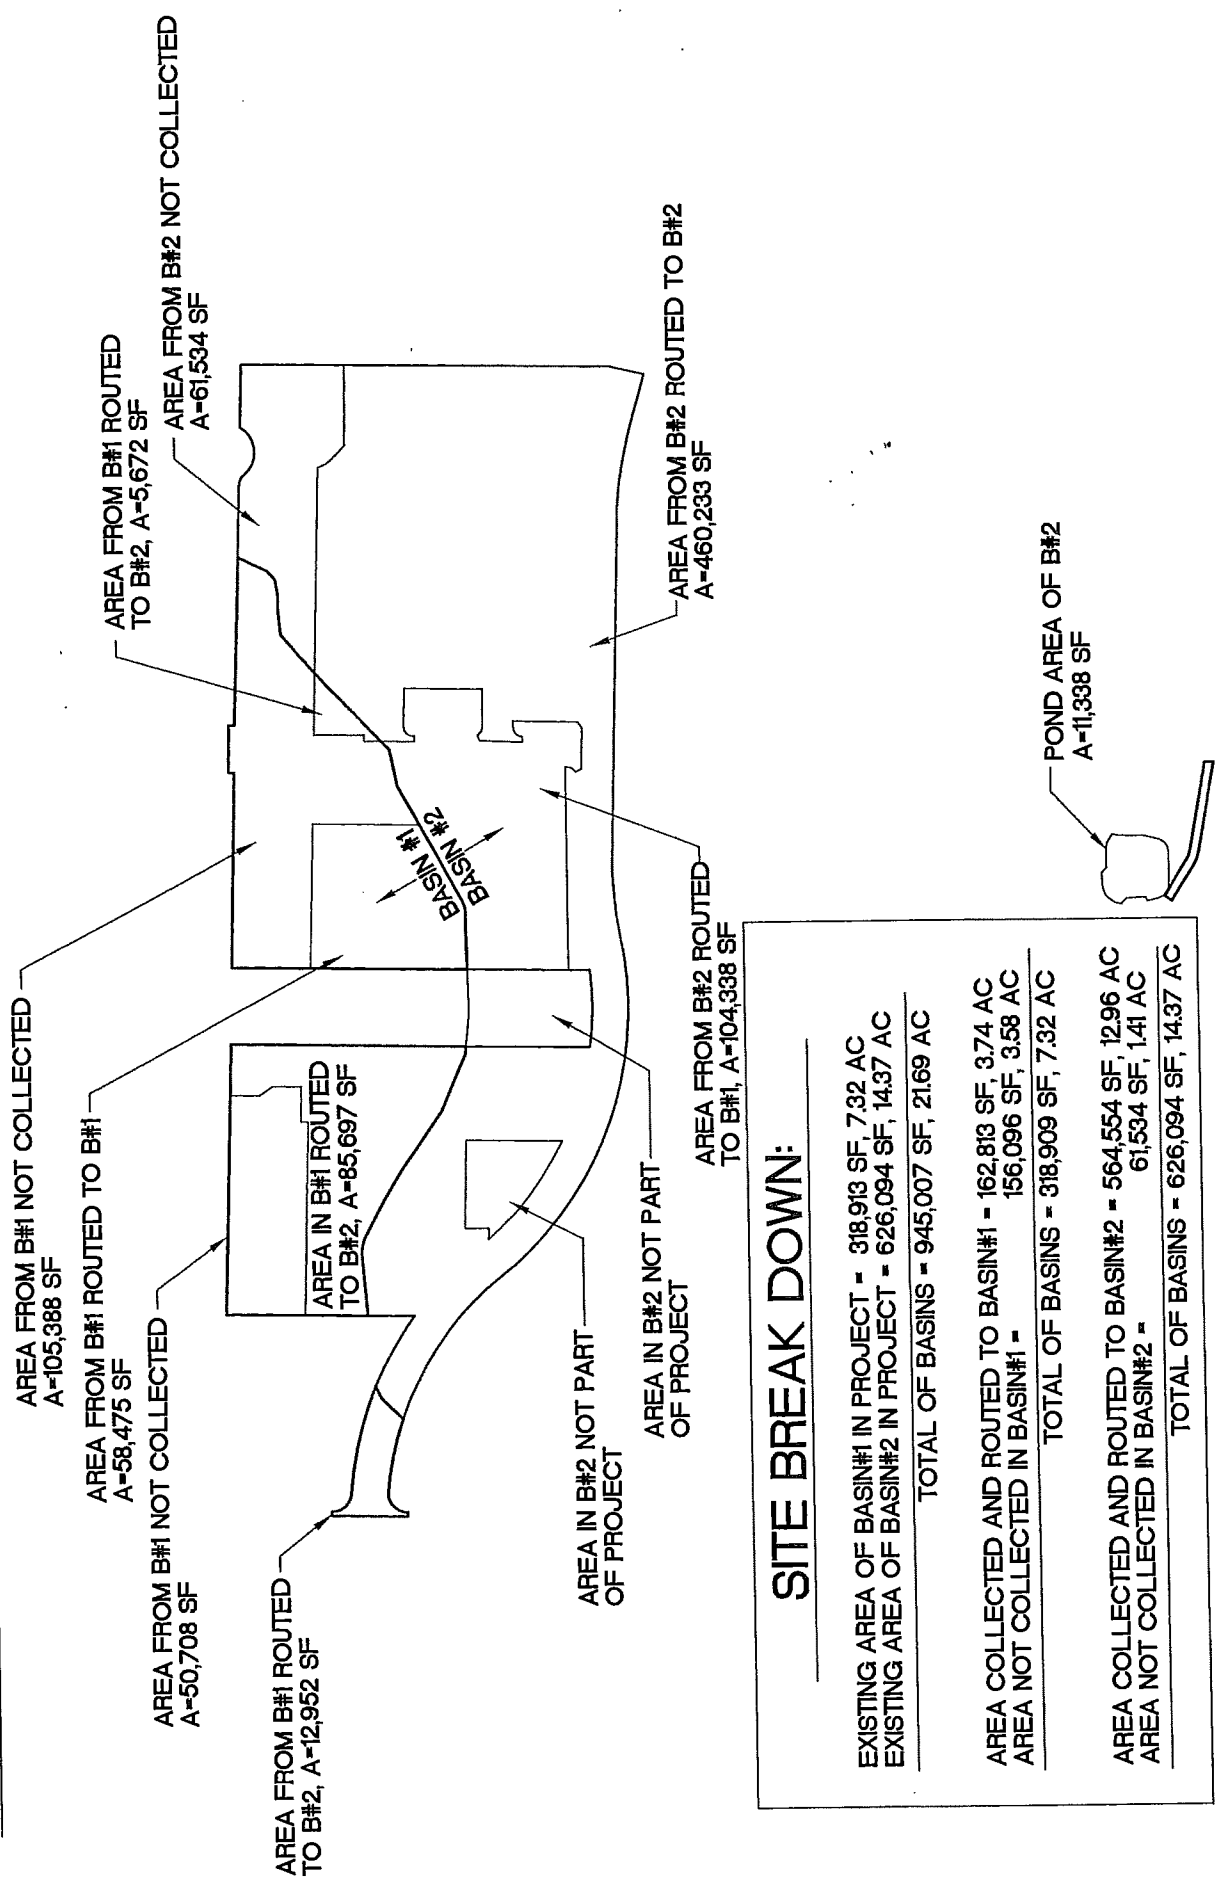 AREA FROM B#1 NOT COLLECTED
A=105,388 SF
AREA FROM B#1 ROUTED TO B#1
A=58,475 SF
AREA FROM B#1 NOT COLLECTED
A=50,708 SF
AREA FROM B#1 ROUTED
TO B#2, A=12,952 SF
AREA IN B#1 ROUTED
TO B#2, A=85,697 SF
AREA FROM B#1 ROUTED
TO B#2, A=5,672 SF
AREA FROM B#2 NOT COLLECTED
A=61,534 SF
BASIN #1
BASIN #2
AREA IN B#2 NOT PART
OF PROJECT
AREA IN B#2 NOT PART
OF PROJECT
AREA FROM B#2 ROUTED
TO B#1, A=104,338 SF
AREA FROM B#2 ROUTED TO B#2
A=460,233 SF
POND AREA OF B#2
A=11,338 SF
SITE BREAK DOWN:
EXISTING AREA OF BASIN#1 IN PROJECT = 318,913 SF, 7.32 AC
EXISTING AREA OF BASIN#2 IN PROJECT = 626,094 SF, 14.37 AC
TOTAL OF BASINS = 945,007 SF, 21.69 AC
AREA COLLECTED AND ROUTED TO BASIN#1 = 162,813 SF, 3.74 AC
AREA NOT COLLECTED IN BASIN#1 = 156,096 SF, 3.58 AC
TOTAL OF BASINS = 318,909 SF, 7.32 AC
AREA COLLECTED AND ROUTED TO BASIN#2 = 564,554 SF, 12.96 AC
AREA NOT COLLECTED IN BASIN#2 = 61,534 SF, 1.41 AC
TOTAL OF BASINS = 626,094 SF, 14.37 AC